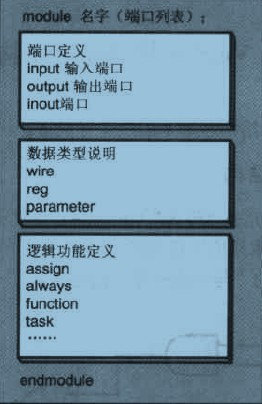 module 名字（端口列表）;
端口定义
input 输入端口
output 输出端口
inout端口
数据类型说明
wire
reg
parameter
逻辑功能定义
assign
always
function
task
……
endmodule